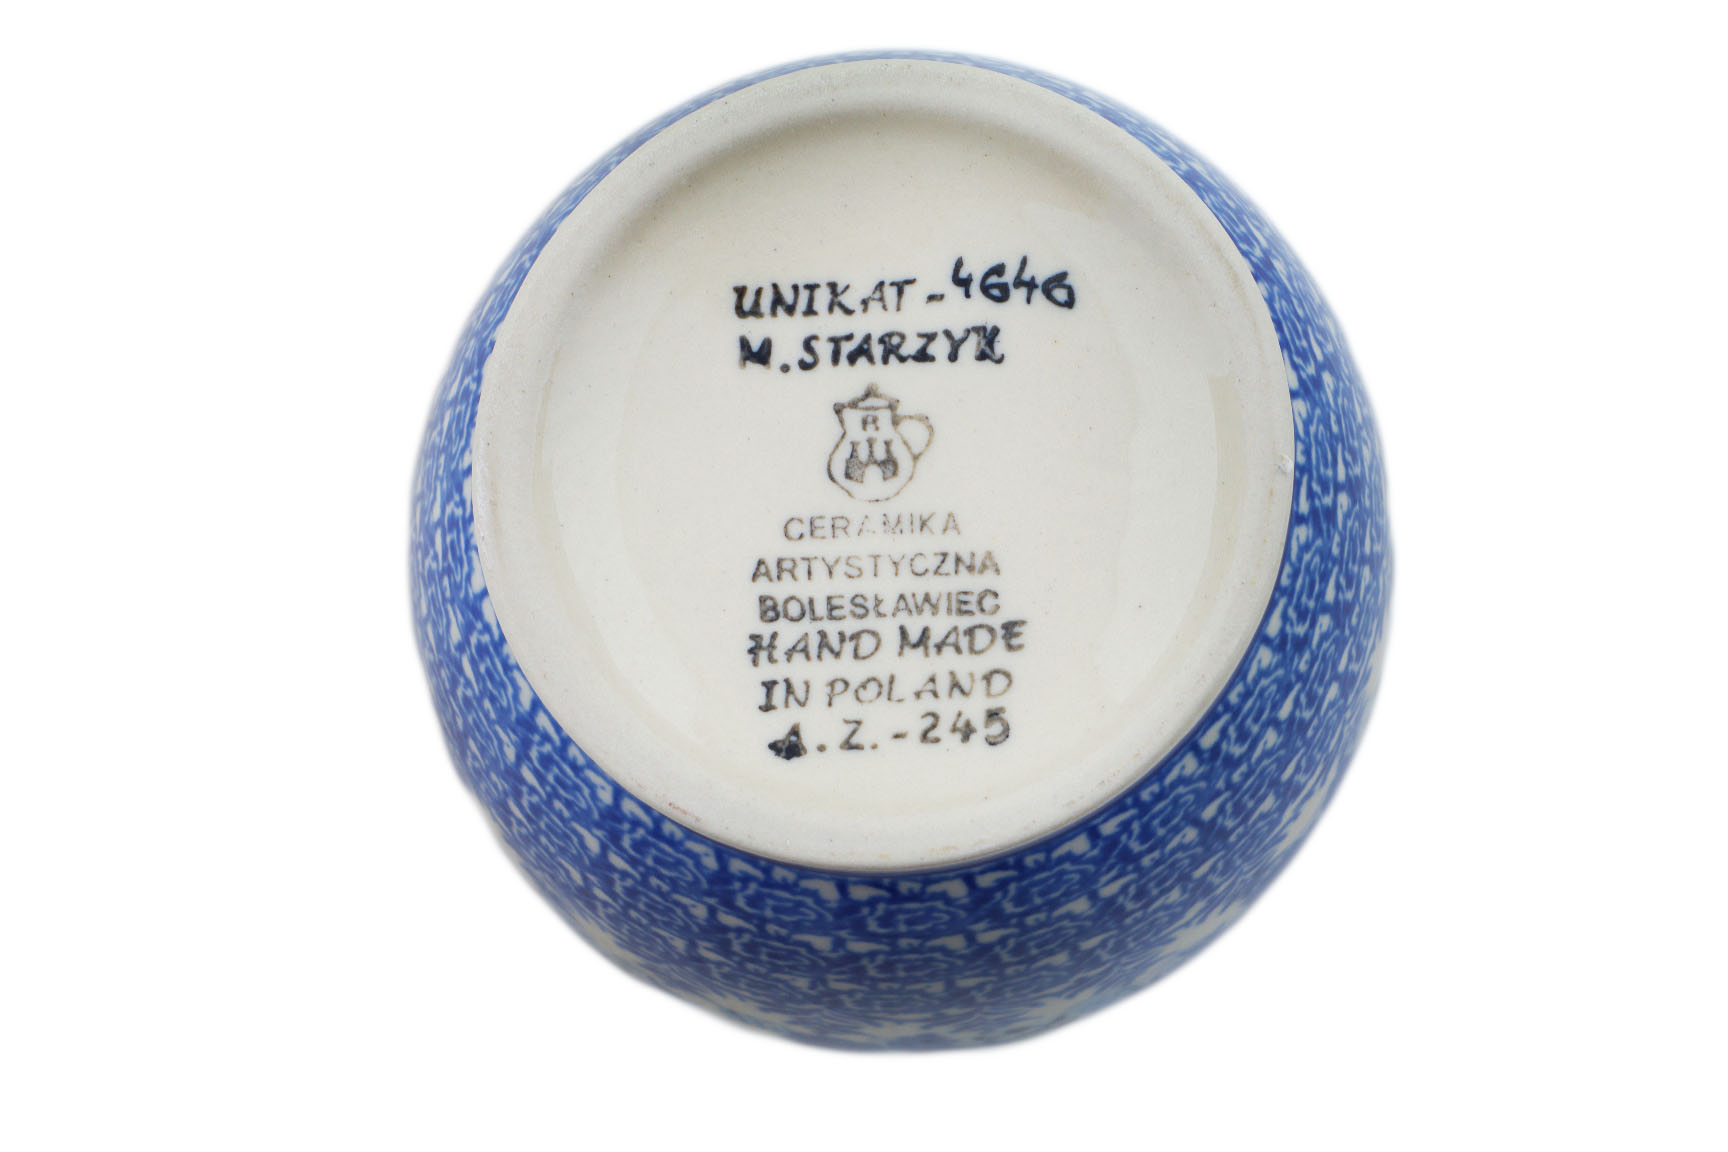 UNIKAT-4646
M.STARZYK
R
CERAMIKA
ARTYSTYCZNA
BOLESŁAWIEC
HAND MADE
IN POLAND
A.Z.-245